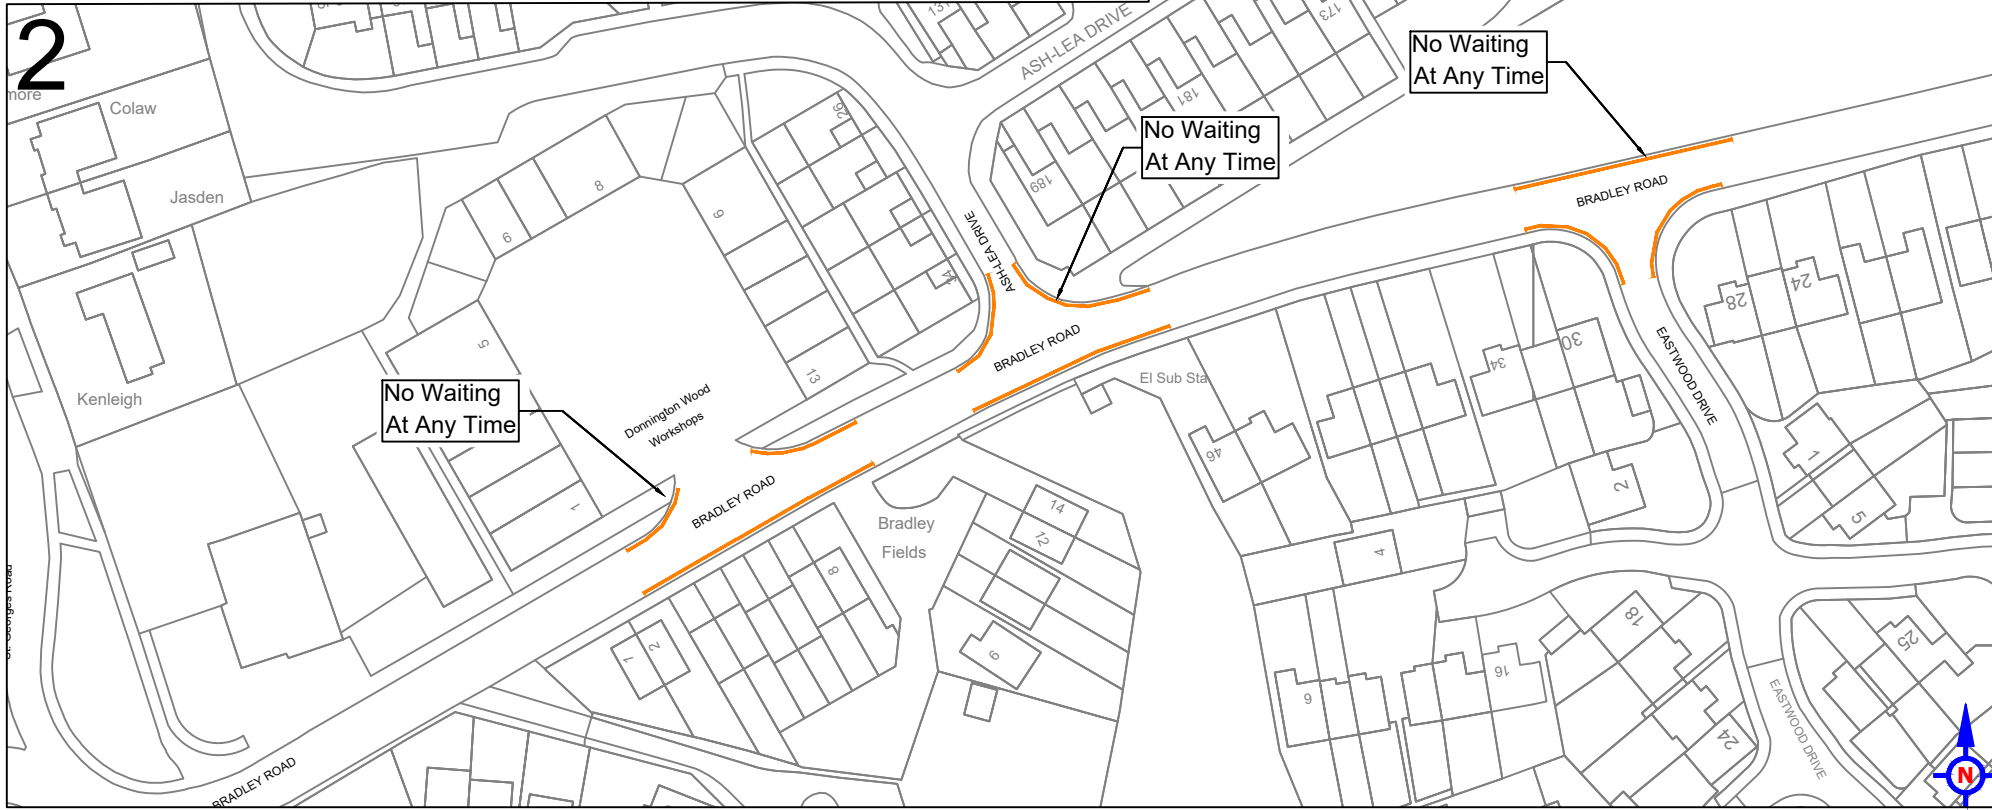 2
more
Colaw
Jasden
Kenleigh
ASH-LEA DRIVE
173
181
189
No Waiting
At Any Time
No Waiting
At Any Time
No Waiting
At Any Time
26
14
ASH-LEA DRIVE
8
9
9
5
1
13
Donnington Wood
Workshops
BRADLEY ROAD
BRADLEY ROAD
BRADLEY ROAD
BRADLEY ROAD
El Sub Sta
Bradley
Fields
14
12
9
8
1
2
46
34
30
28
24
EASTWOOD DRIVE
2
4
1
5
6
16
18
24
25
EASTWOOD DRIVE
N